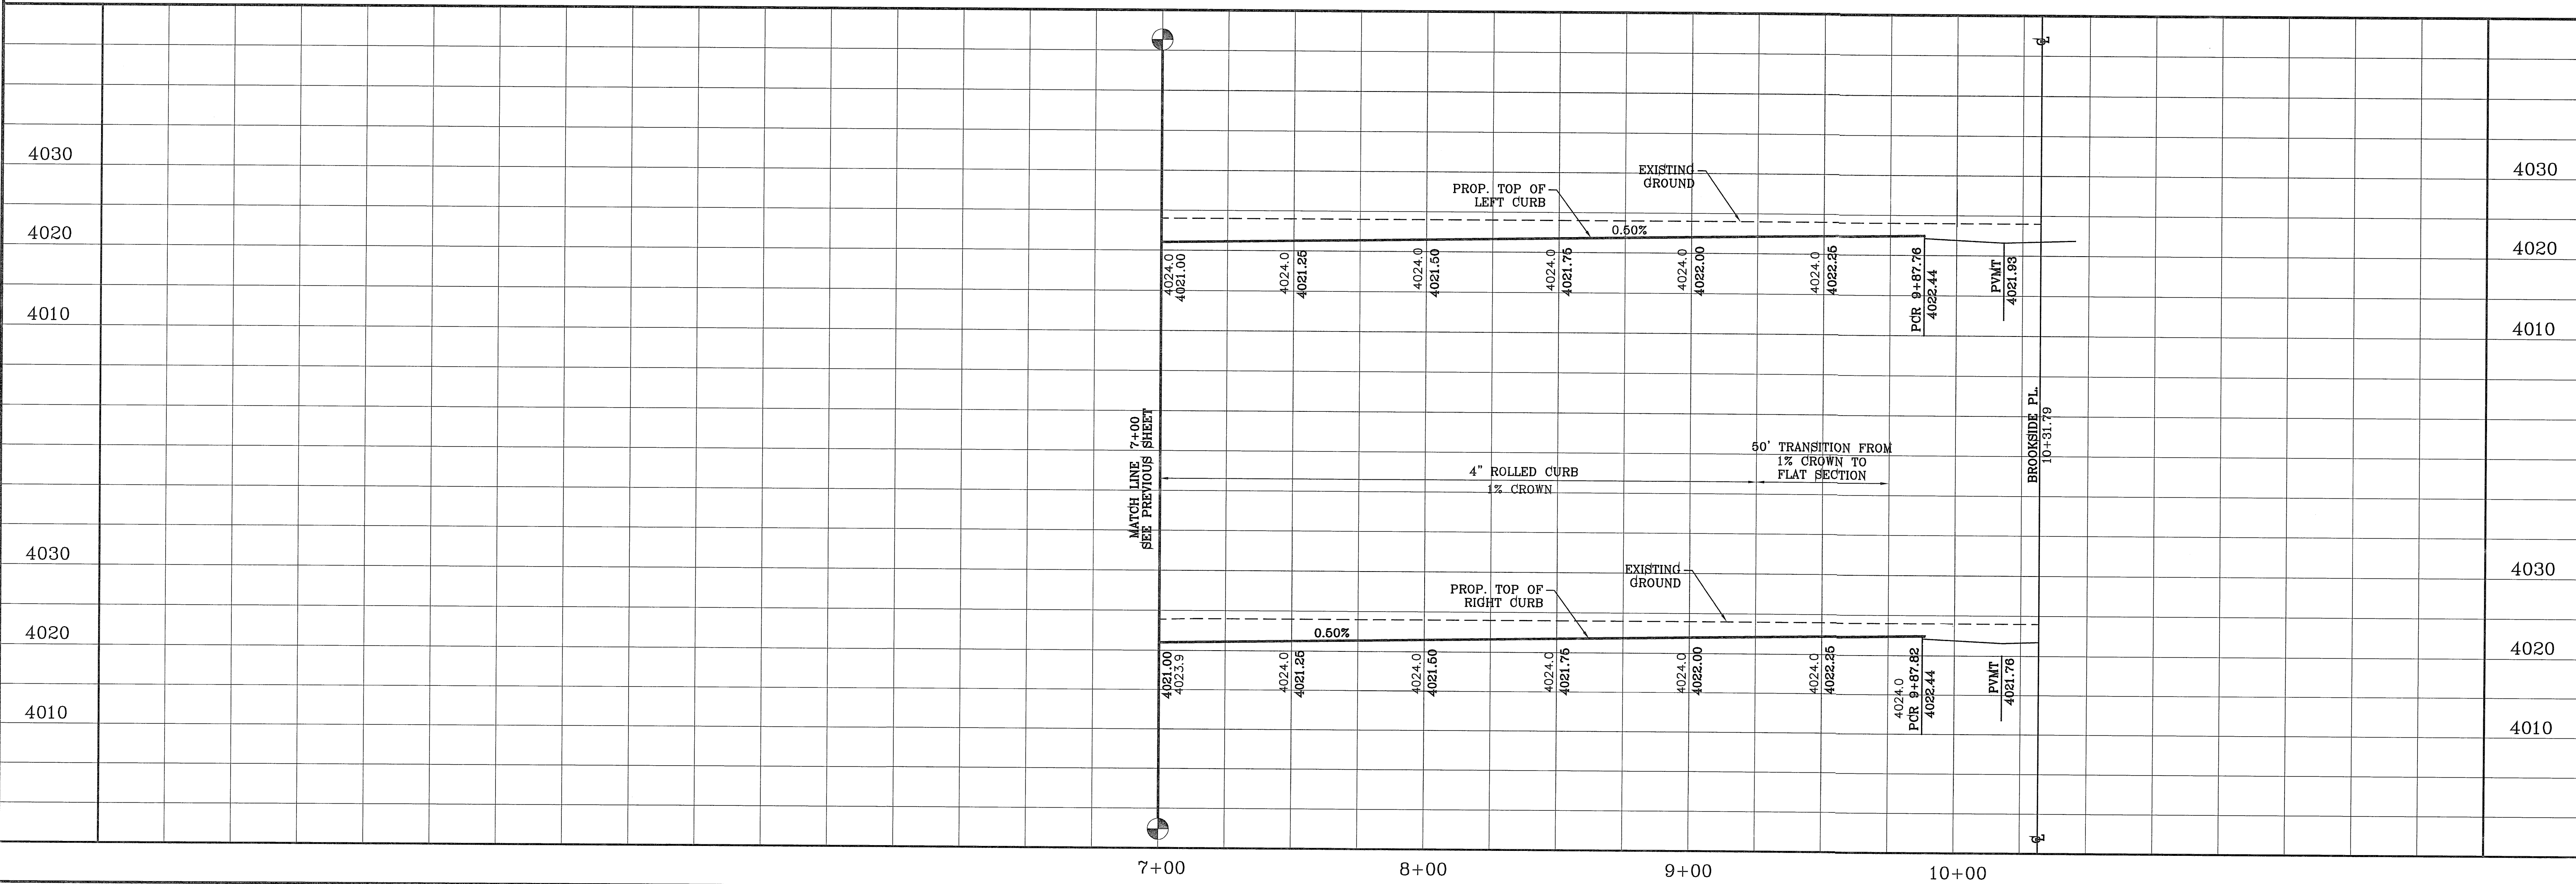 4030
4030
EXISTING
GROUND
PROP. TOP OF
LEFT CURB
4020
0.50%
4020
4024.0
4021.00
4024.0
4021.25
4024.0
4021.50
4024.0
4021.75
4024.0
4022.00
4024.0
4022.25
PCR 9+87.76
4022.44
PVMT
4021.93
4010
4010
MATCH LINE 7+00
SEE PREVIOUS SHEET
4" ROLLED CURB
1% CROWN
50' TRANSITION FROM
1% CROWN TO
FLAT SECTION
BROOKSIDE PL.
10+31.79
4030
4030
EXISTING
GROUND
PROP. TOP OF
RIGHT CURB
4020
0.50%
4020
4021.00
4023.9
4024.0
4021.25
4024.0
4021.50
4024.0
4021.75
4024.0
4022.00
4024.0
4022.25
4024.0
PCR 9+87.82
4022.44
PVMT
4021.76
4010
4010
7+00
8+00
9+00
10+00